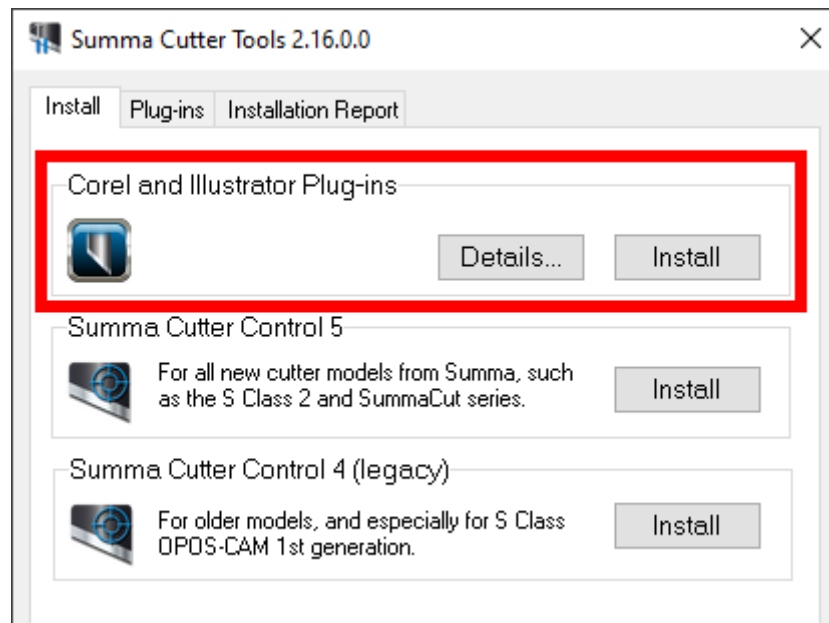 Summa Cutter Tools 2.16.0.0
Install Plug-ins Installation Report
Corel and Illustrator Plug-ins
Details... Install
Summa Cutter Control 5
For all new cutter models from Summa, such
as the S Class 2 and SummaCut series.
Install
Summa Cutter Control 4 (legacy)
For older models, and especially for S Class
OPOS-CAM 1st generation.
Install